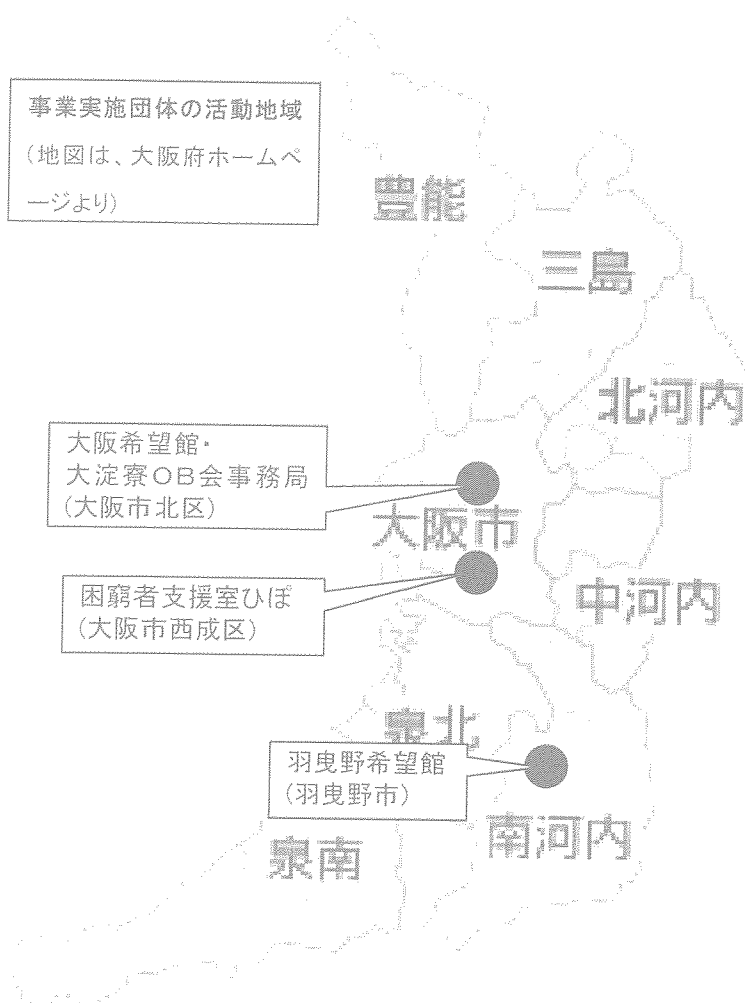 事業実施団体の活動地域
(地図は、大阪府ホームペ
ージより)
豊能
三島
北河内
大阪希望館・
大淀寮OB会事務局
(大阪市北区)
大阪市
困窮者支援室ひぽ
(大阪市西成区)
中河内
泉北
羽曳野希望館
(羽曳野市)
南河内
泉南